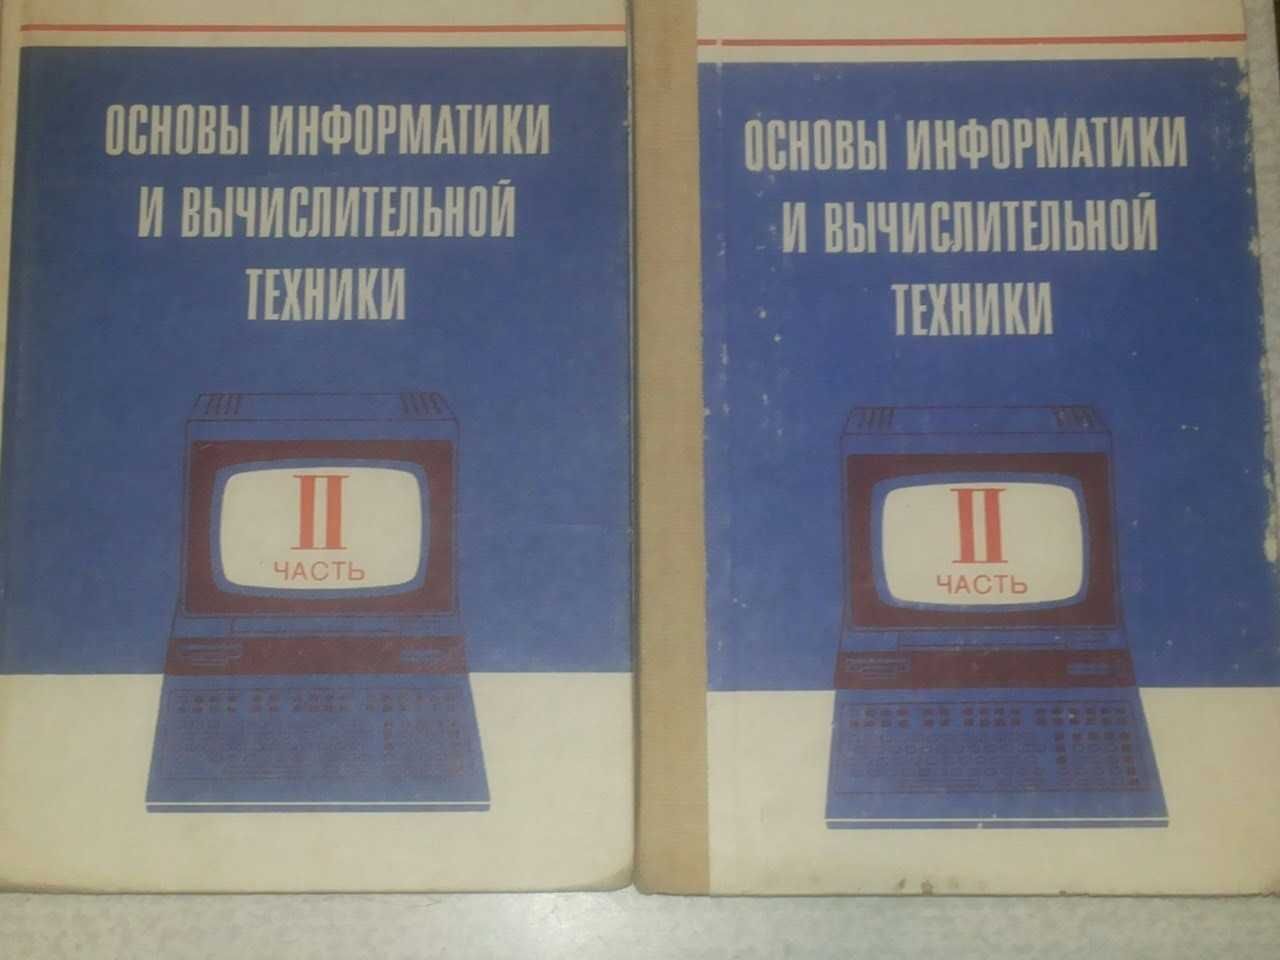 ОСНОВЫ ИНФОРМАТИКИ
И ВЫЧИСЛИТЕЛЬНОЙ
ТЕХНИКИ
II
ЧАСТЬ
ОСНОВЫ ИНФОРМАТИКИ
И ВЫЧИСЛИТЕЛЬНОЙ
ТЕХНИКИ
II
ЧАСТЬ